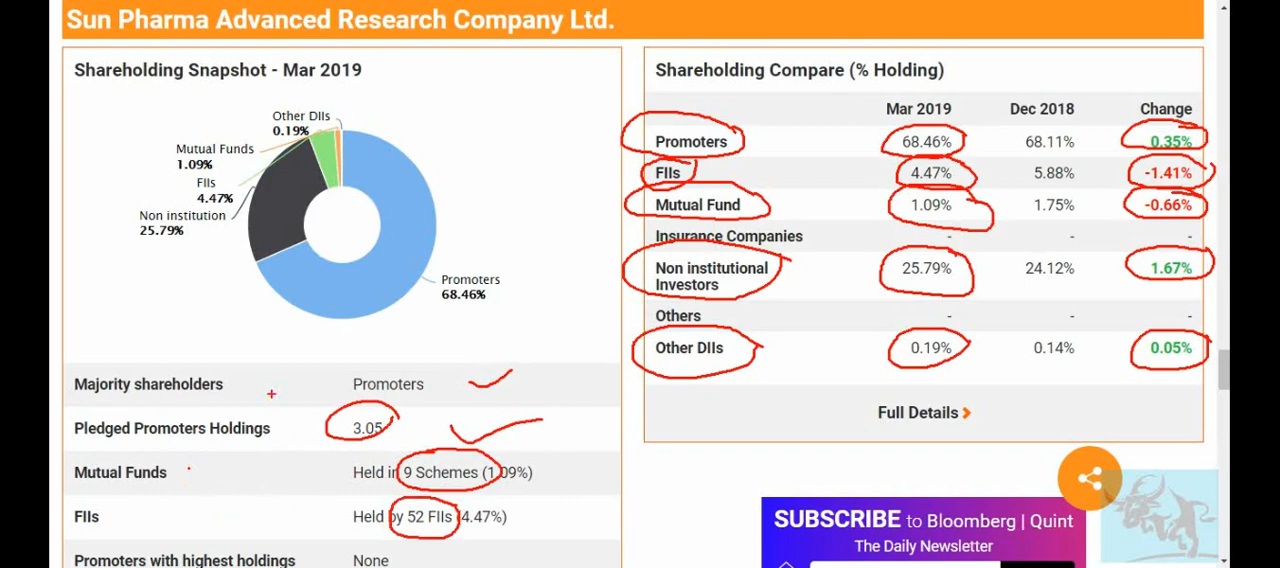 Sun Pharma Advanced Research Company Ltd.
Shareholding Snapshot - Mar 2019
Other DIIs
0.19%
Mutual Funds
1.09%
FIIs
4.47%
Non institution
25.79%
Promoters
68.46%
Majority shareholders Promoters
Pledged Promoters Holdings 3.05
Mutual Funds Held in 9 Schemes (1.09%)
FIIs Held by 52 FIIs (4.47%)
Promoters with highest holdings None
Shareholding Compare (% Holding)
Mar 2019 Dec 2018 Change
Promoters 68.46% 68.11% 0.35%
FIIs 4.47% 5.88% -1.41%
Mutual Fund 1.09% 1.75% -0.66%
Insurance Companies - - -
Non institutional 25.79% 24.12% 1.67%
Investors
Others - - -
Other DIIs 0.19% 0.14% 0.05%
Full Details
SUBSCRIBE to Bloomberg | Quint
The Daily Newsletter